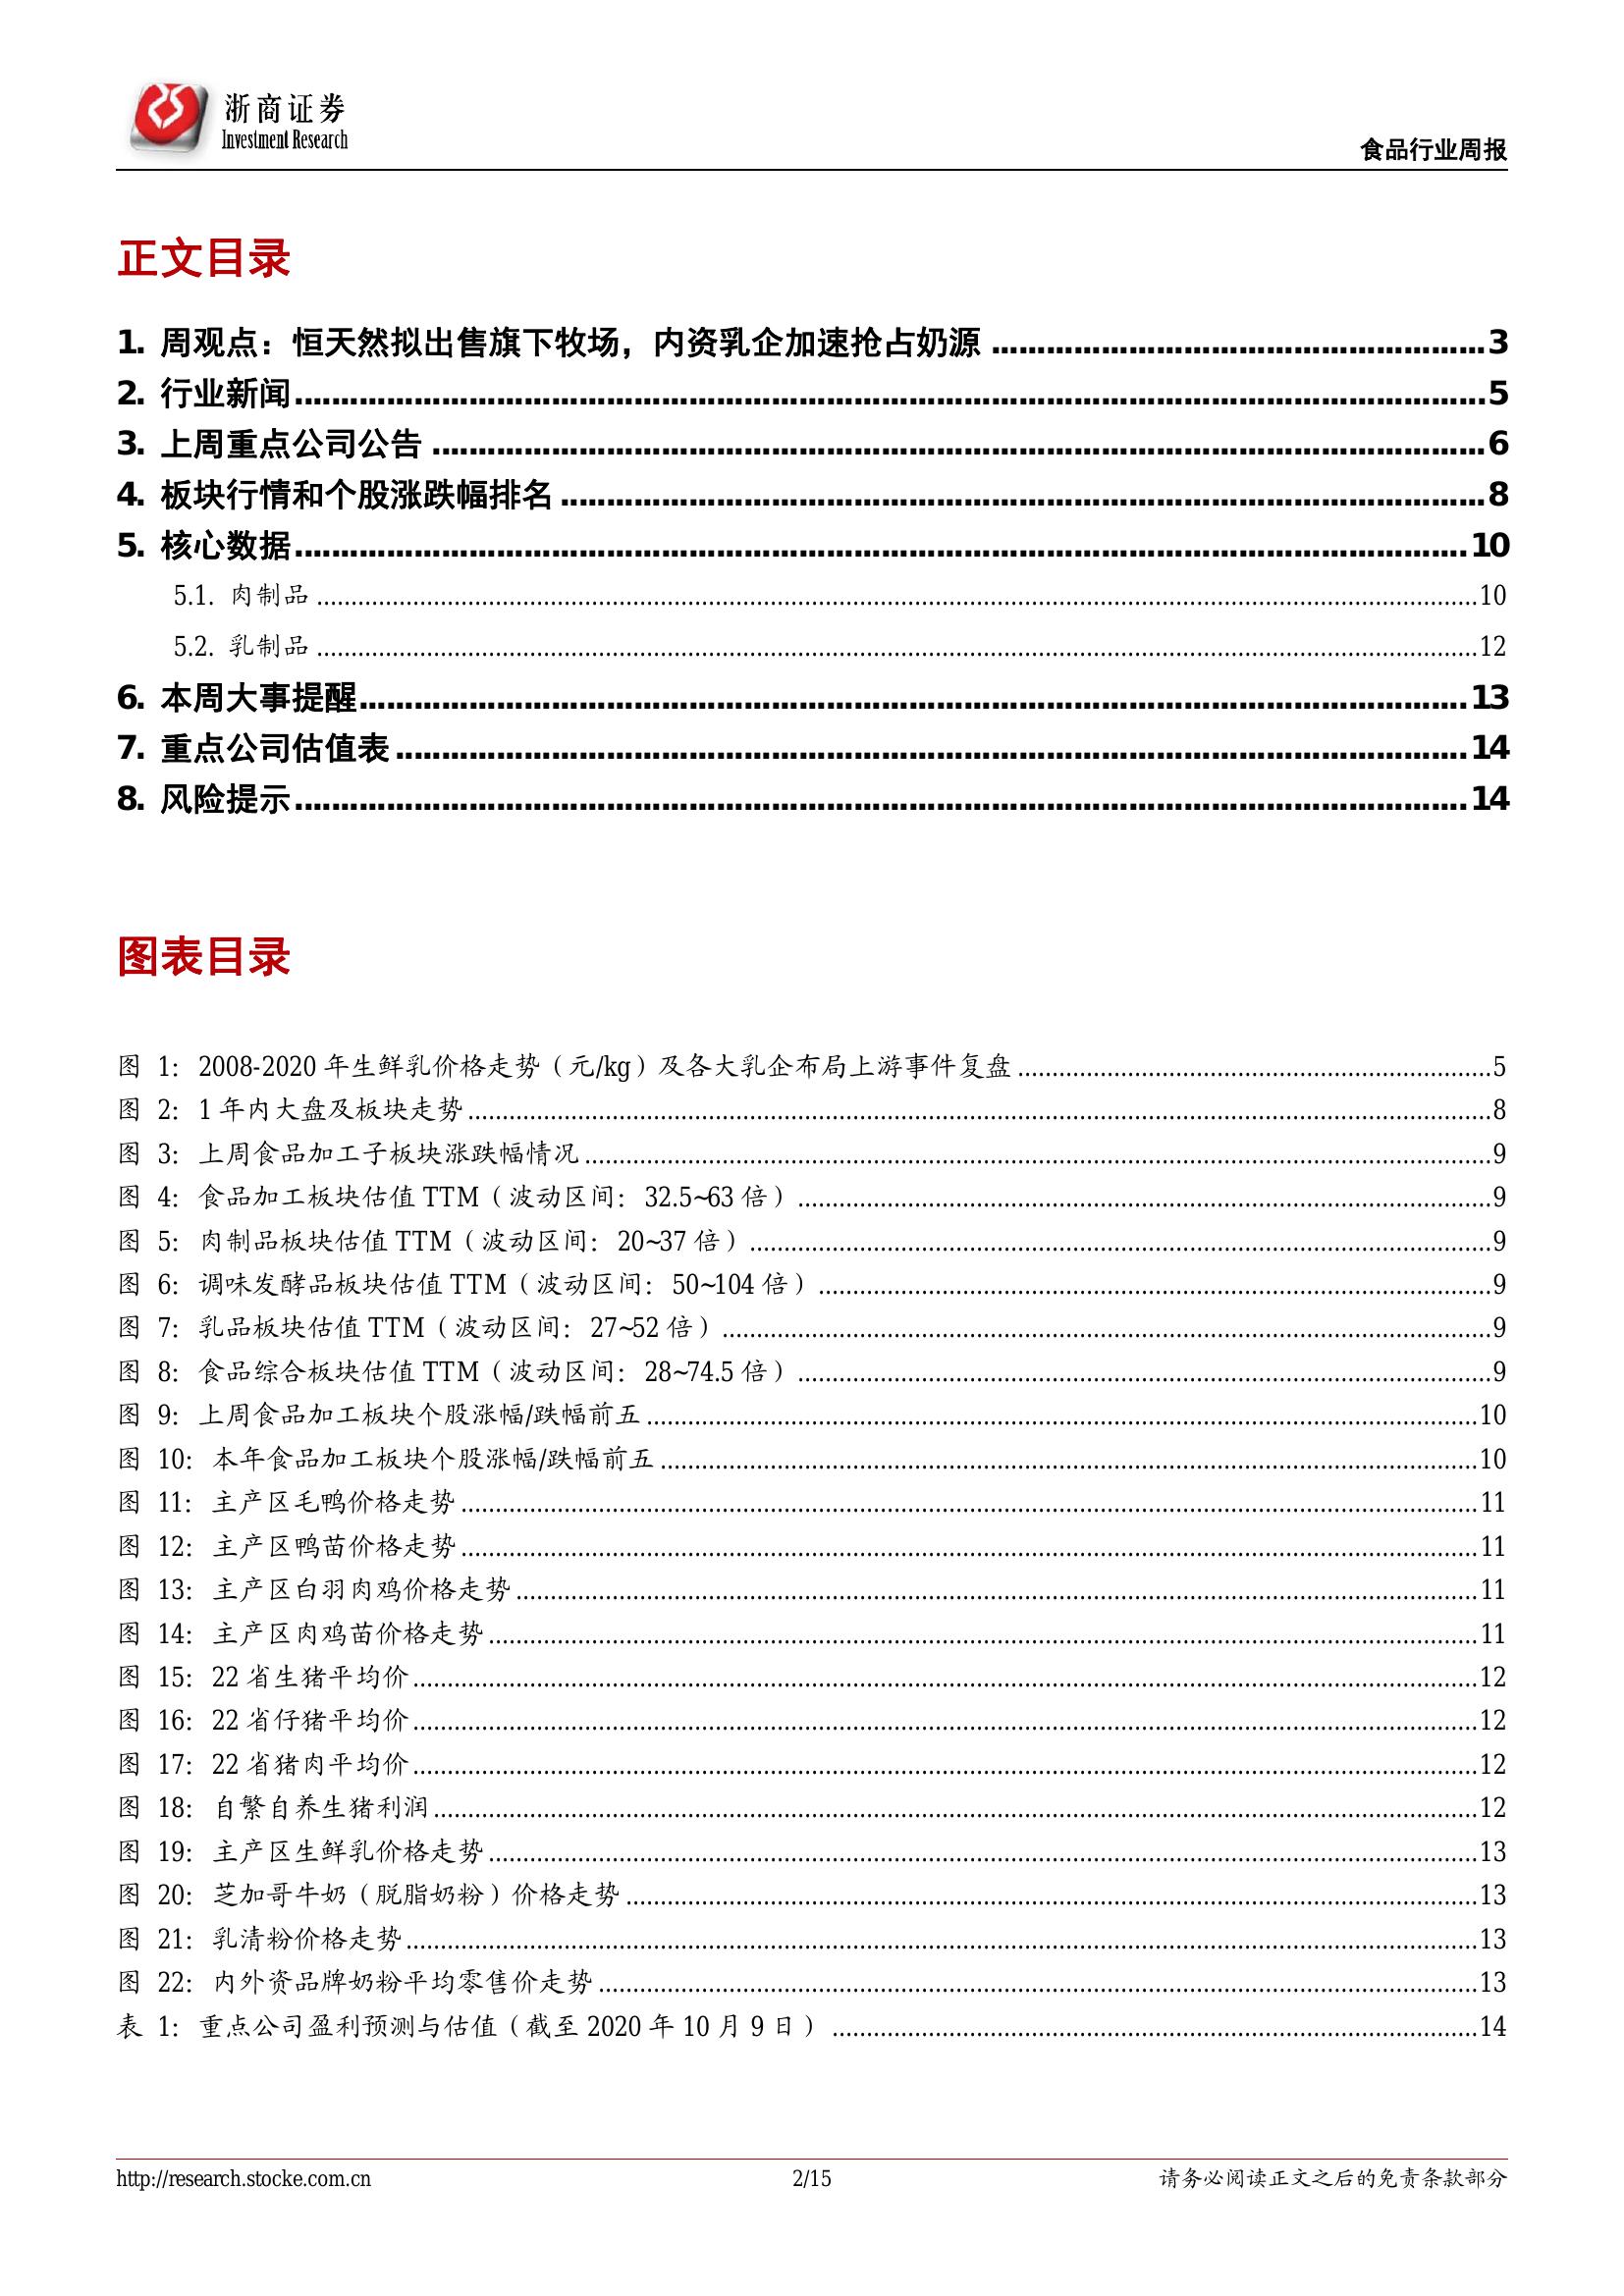 浙商证券
Investment Research
食品行业周报
正文目录
1. 周观点：恒天然拟出售旗下牧场，内资乳企加速抢占奶源 ........ 3
2. 行业新闻 ........ 5
3. 上周重点公司公告 ........ 6
4. 板块行情和个股涨跌幅排名 ........ 8
5. 核心数据 ........ 10
5.1. 肉制品 ........ 10
5.2. 乳制品 ........ 12
6. 本周大事提醒 ........ 13
7. 重点公司估值表 ........ 14
8. 风险提示 ........ 14
图表目录
图 1：2008-2020 年生鲜乳价格走势（元/kg）及各大乳企布局上游事件复盘 ........ 5
图 2：1 年内大盘及板块走势 ........ 8
图 3：上周食品加工子板块涨跌幅情况 ........ 9
图 4：食品加工板块估值 TTM（波动区间：32.5~63 倍） ........ 9
图 5：肉制品板块估值 TTM（波动区间：20~37 倍） ........ 9
图 6：调味发酵品板块估值 TTM（波动区间：50~104 倍） ........ 9
图 7：乳品板块估值 TTM（波动区间：27~52 倍） ........ 9
图 8：食品综合板块估值 TTM（波动区间：28~74.5 倍） ........ 9
图 9：上周食品加工板块个股涨幅/跌幅前五 ........ 10
图 10：本年食品加工板块个股涨幅/跌幅前五 ........ 10
图 11：主产区毛鸭价格走势 ........ 11
图 12：主产区鸭苗价格走势 ........ 11
图 13：主产区白羽肉鸡价格走势 ........ 11
图 14：主产区肉鸡苗价格走势 ........ 11
图 15：22 省生猪平均价 ........ 12
图 16：22 省仔猪平均价 ........ 12
图 17：22 省猪肉平均价 ........ 12
图 18：自繁自养生猪利润 ........ 12
图 19：主产区生鲜乳价格走势 ........ 13
图 20：芝加哥牛奶（脱脂奶粉）价格走势 ........ 13
图 21：乳清粉价格走势 ........ 13
图 22：内外资品牌奶粉平均零售价走势 ........ 13
表 1：重点公司盈利预测与估值（截至 2020 年 10 月 9 日） ........ 14
http://research.stocke.com.cn
2/15
请务必阅读正文之后的免责条款部分